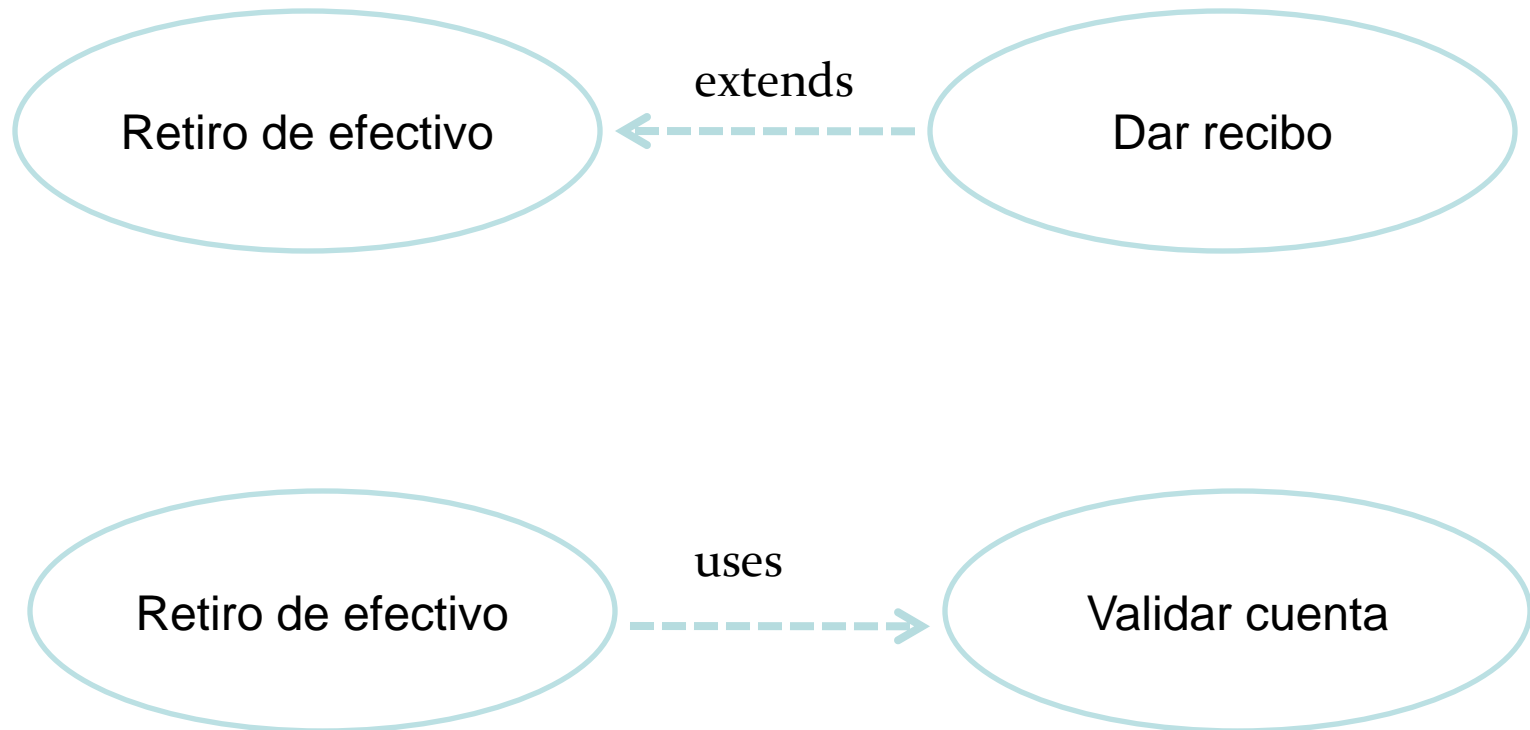 extends
Retiro de efectivo
Dar recibo
uses
Retiro de efectivo
Validar cuenta